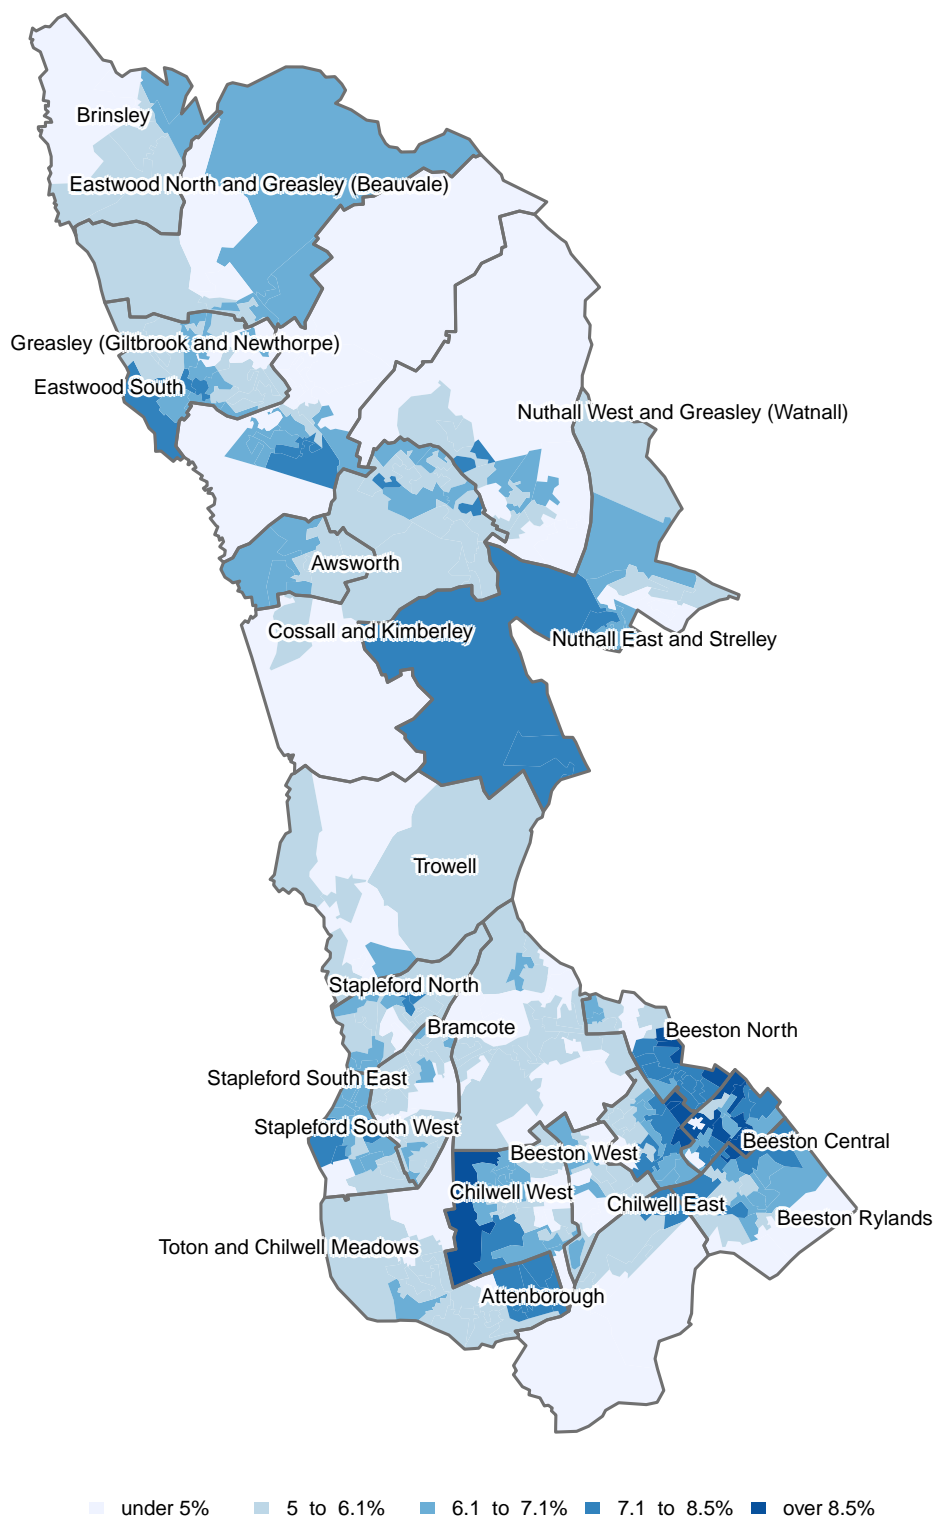 Brinsley
Eastwood North and Greasley (Beauvale)
Greasley (Giltbrook and Newthorpe)
Eastwood South
Nuthall West and Greasley (Watnall)
Awsworth
Cossall and Kimberley
Nuthall East and Strelley
Trowell
Stapleford North
Bramcote
Beeston North
Stapleford South East
Stapleford South West
Beeston Central
Beeston West
Chilwell West
Chilwell East
Beeston Rylands
Toton and Chilwell Meadows
Attenborough
under 5% 5 to 6.1% 6.1 to 7.1% 7.1 to 8.5% over 8.5%